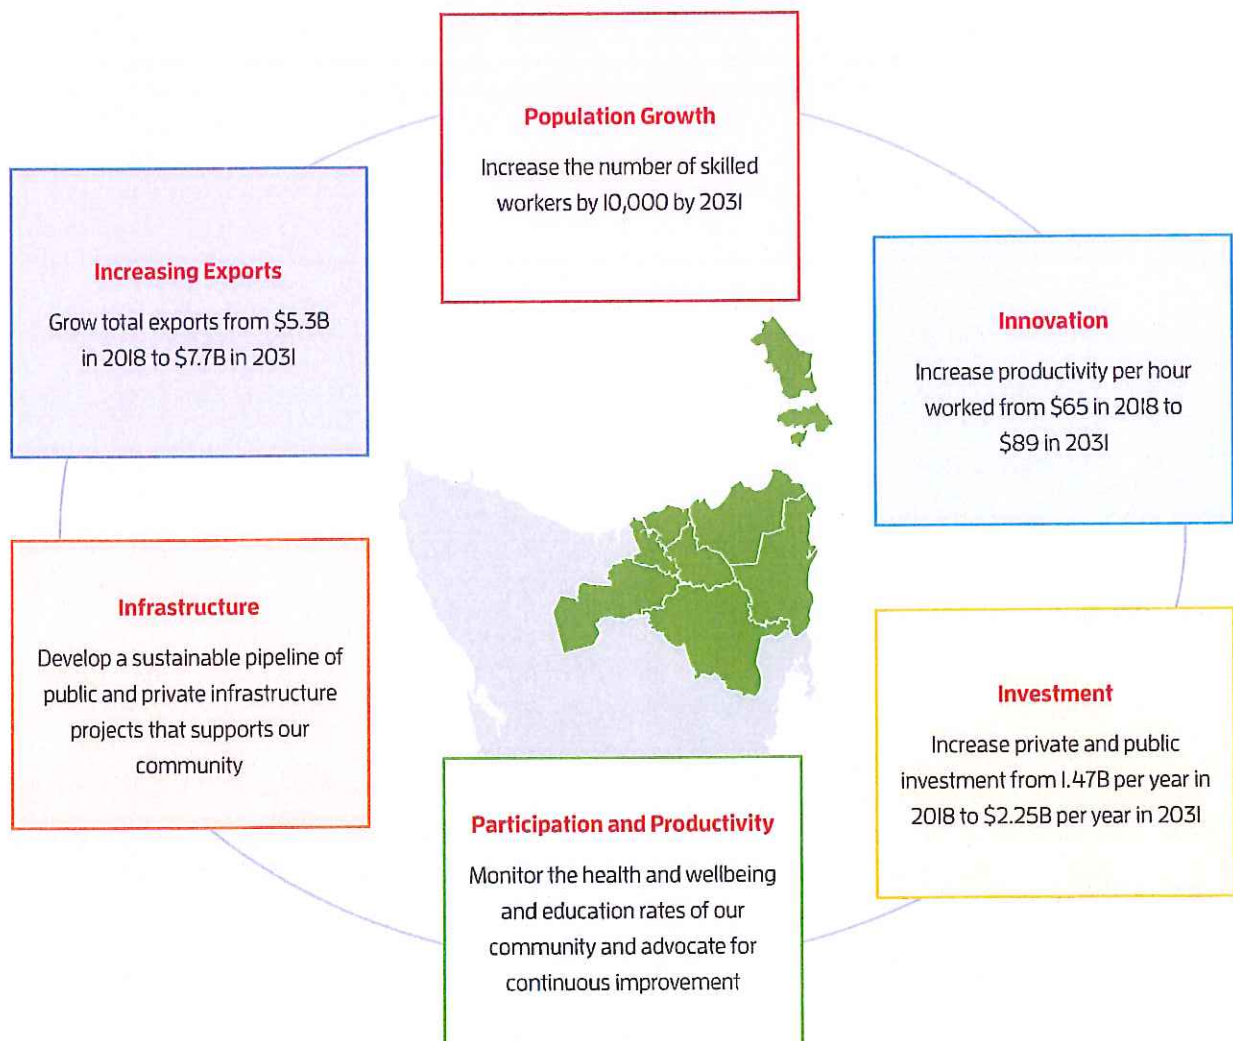 Population Growth
Increase the number of skilled
workers by 10,000 by 2031
Increasing Exports
Grow total exports from $5.3B
in 2018 to $7.7B in 2031
Innovation
Increase productivity per hour
worked from $65 in 2018 to
$89 in 2031
Infrastructure
Develop a sustainable pipeline of
public and private infrastructure
projects that supports our
community
Investment
Increase private and public
investment from 1.47B per year in
2018 to $2.25B per year in 2031
Participation and Productivity
Monitor the health and wellbeing
and education rates of our
community and advocate for
continuous improvement